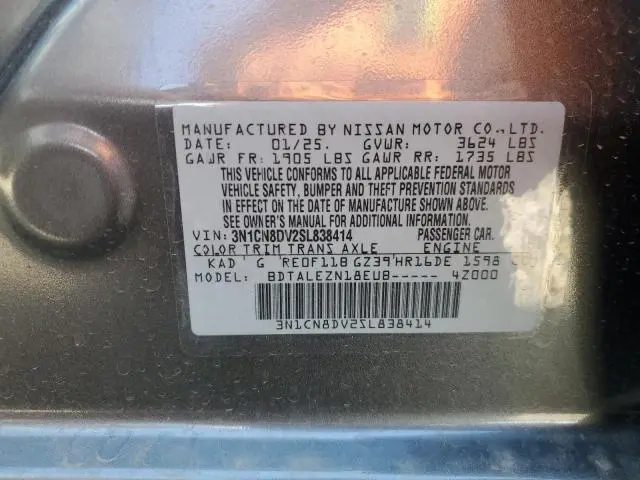 MANUFACTURED BY NISSAN MOTOR CO., LTD.
DATE: 01/25. GVWR: 3624 LBS
GAWR FR: 1905 LBS GAWR RR: 1735 LBS
THIS VEHICLE CONFORMS TO ALL APPLICABLE FEDERAL MOTOR
VEHICLE SAFETY, BUMPER AND THEFT PREVENTION STANDARDS
IN EFFECT ON THE DATE OF MANUFACTURE SHOWN ABOVE.
SEE OWNER'S MANUAL FOR ADDITIONAL INFORMATION.
VIN: 3N1CN8DV2SL838414 PASSENGER CAR.
COLOR TRIM TRANS AXLE ENGINE
KAD G RE0F11B GZ39 HR16DE 1598
MODEL: BDTALEZN18EUB----- 4Z000
3N1CN8DV2SL838414